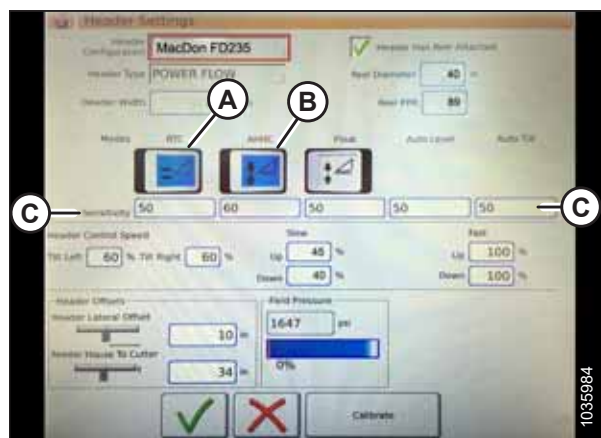 Header Settings
Header Configuration MacDon FD235
Header Has Reel Attached
Header Type POWER FLOW
Reel Diameter 40
Header Width
Reel PPR 89
A
B
Modes RTC AHHC Float Auto Level Auto Tilt
C
Sensitivity 50 60 50 50 50
C
Header Control Speed
Slow
Fast
Tilt Left 60 % Tilt Right 60 %
Up 45 %
Up 100 %
Down 40 %
Down 100 %
Header Offsets
Field Pressure
Header Lateral Offset
10
1647 psi
Feeder House To Cutter
34
0%
Calibrate
1035984